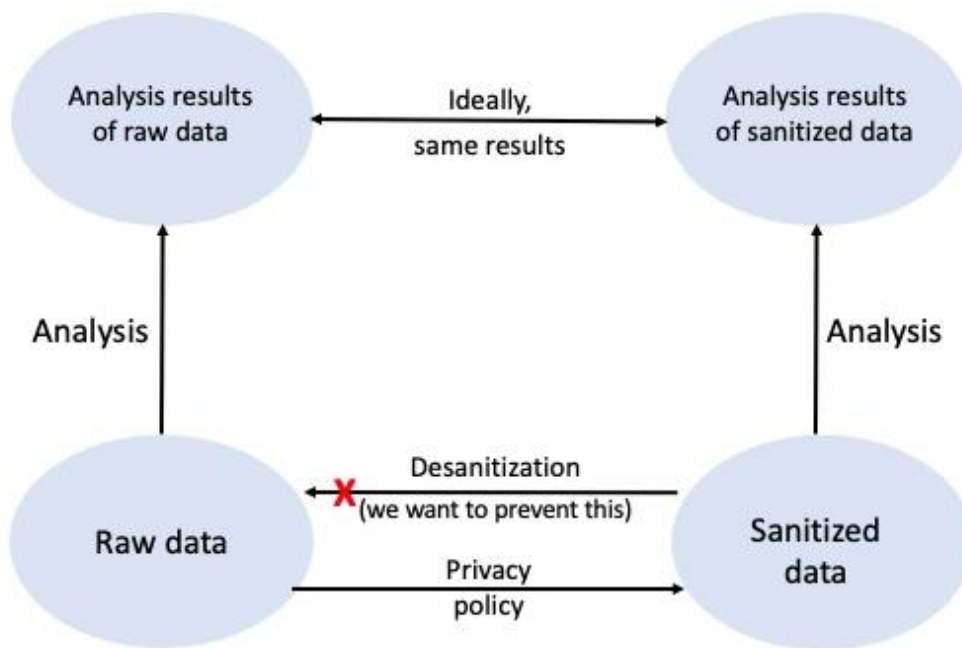 Analysis results
of raw data
Ideally,
same results
Analysis results
of sanitized data
Analysis
Analysis
Desanitization
X
(we want to prevent this)
Raw data
Sanitized
data
Privacy
policy